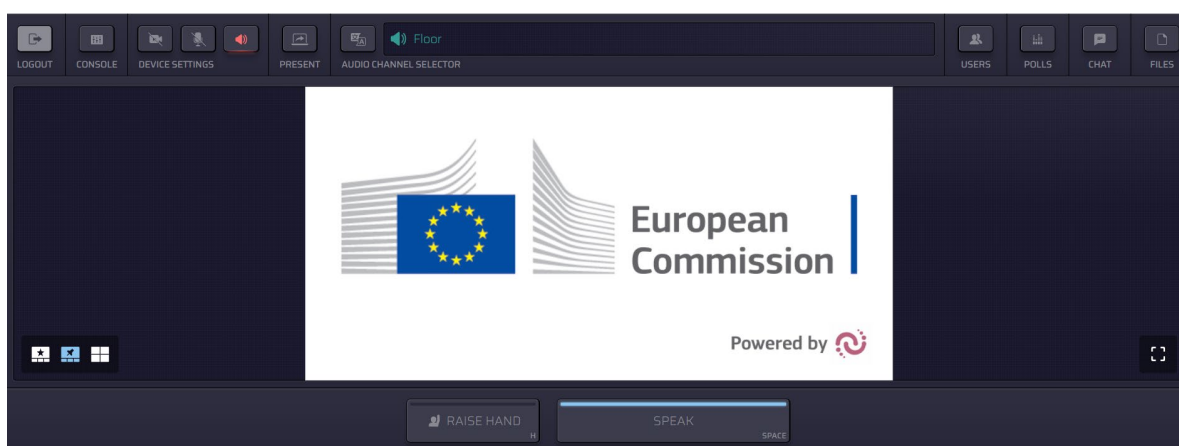 Floor
LOGOUT CONSOLE DEVICE SETTINGS PRESENT AUDIO CHANNEL SELECTOR USERS POLLS CHAT FILES
European
Commission
Powered by
RAISE HAND
H
SPEAK
SPACE